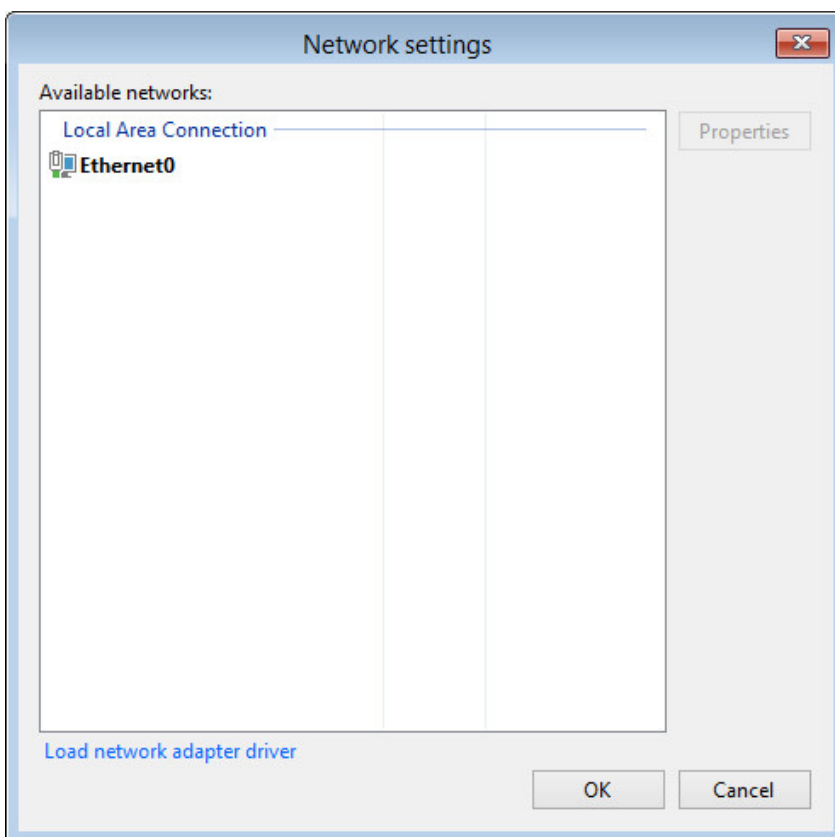 Network settings
Available networks:
Properties
Local Area Connection
Ethernet0
Load network adapter driver
OK
Cancel